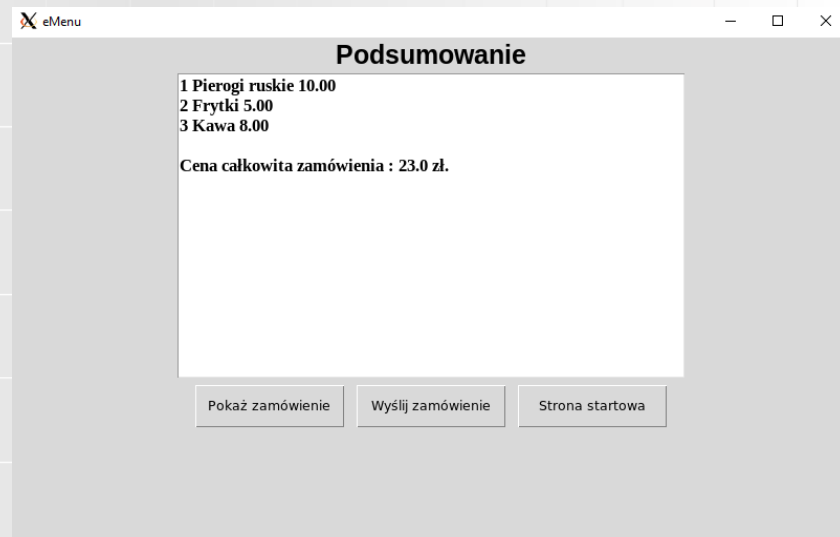 eMenu
Podsumowanie
1 Pierogi ruskie 10.00
2 Frytki 5.00
3 Kawa 8.00
Cena całkowita zamówienia : 23.0 zł.
Pokaż zamówienie
Wyślij zamówienie
Strona startowa